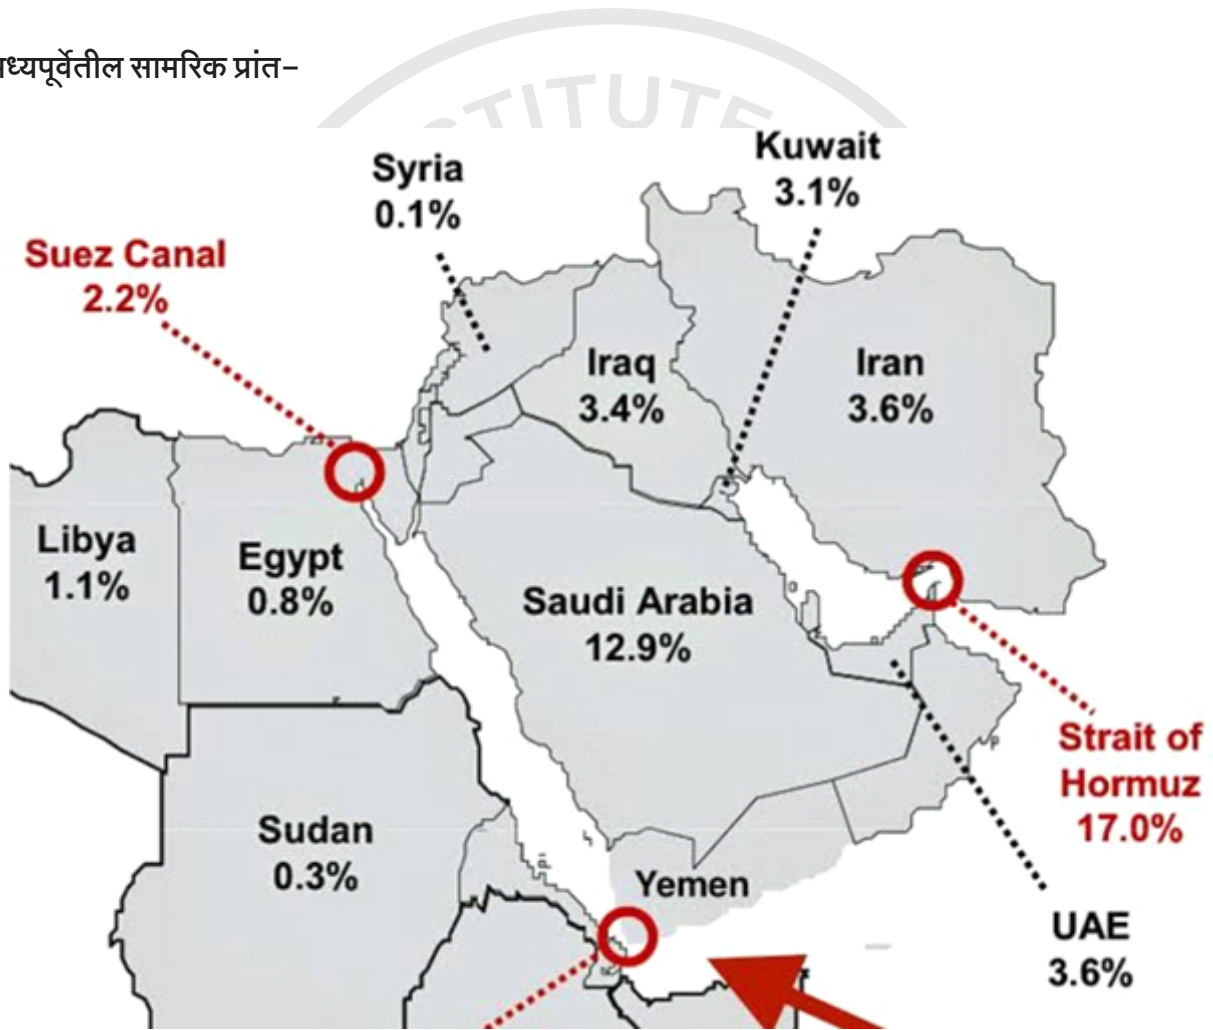 मध्यपूर्वेतील सामरिक प्रांत–
STITUTE
Kuwait
3.1%
Syria
0.1%
Suez Canal
2.2%
Iraq
3.4%
Iran
3.6%
Libya
1.1%
Egypt
0.8%
Saudi Arabia
12.9%
Strait of
Hormuz
17.0%
Sudan
0.3%
Yemen
UAE
3.6%